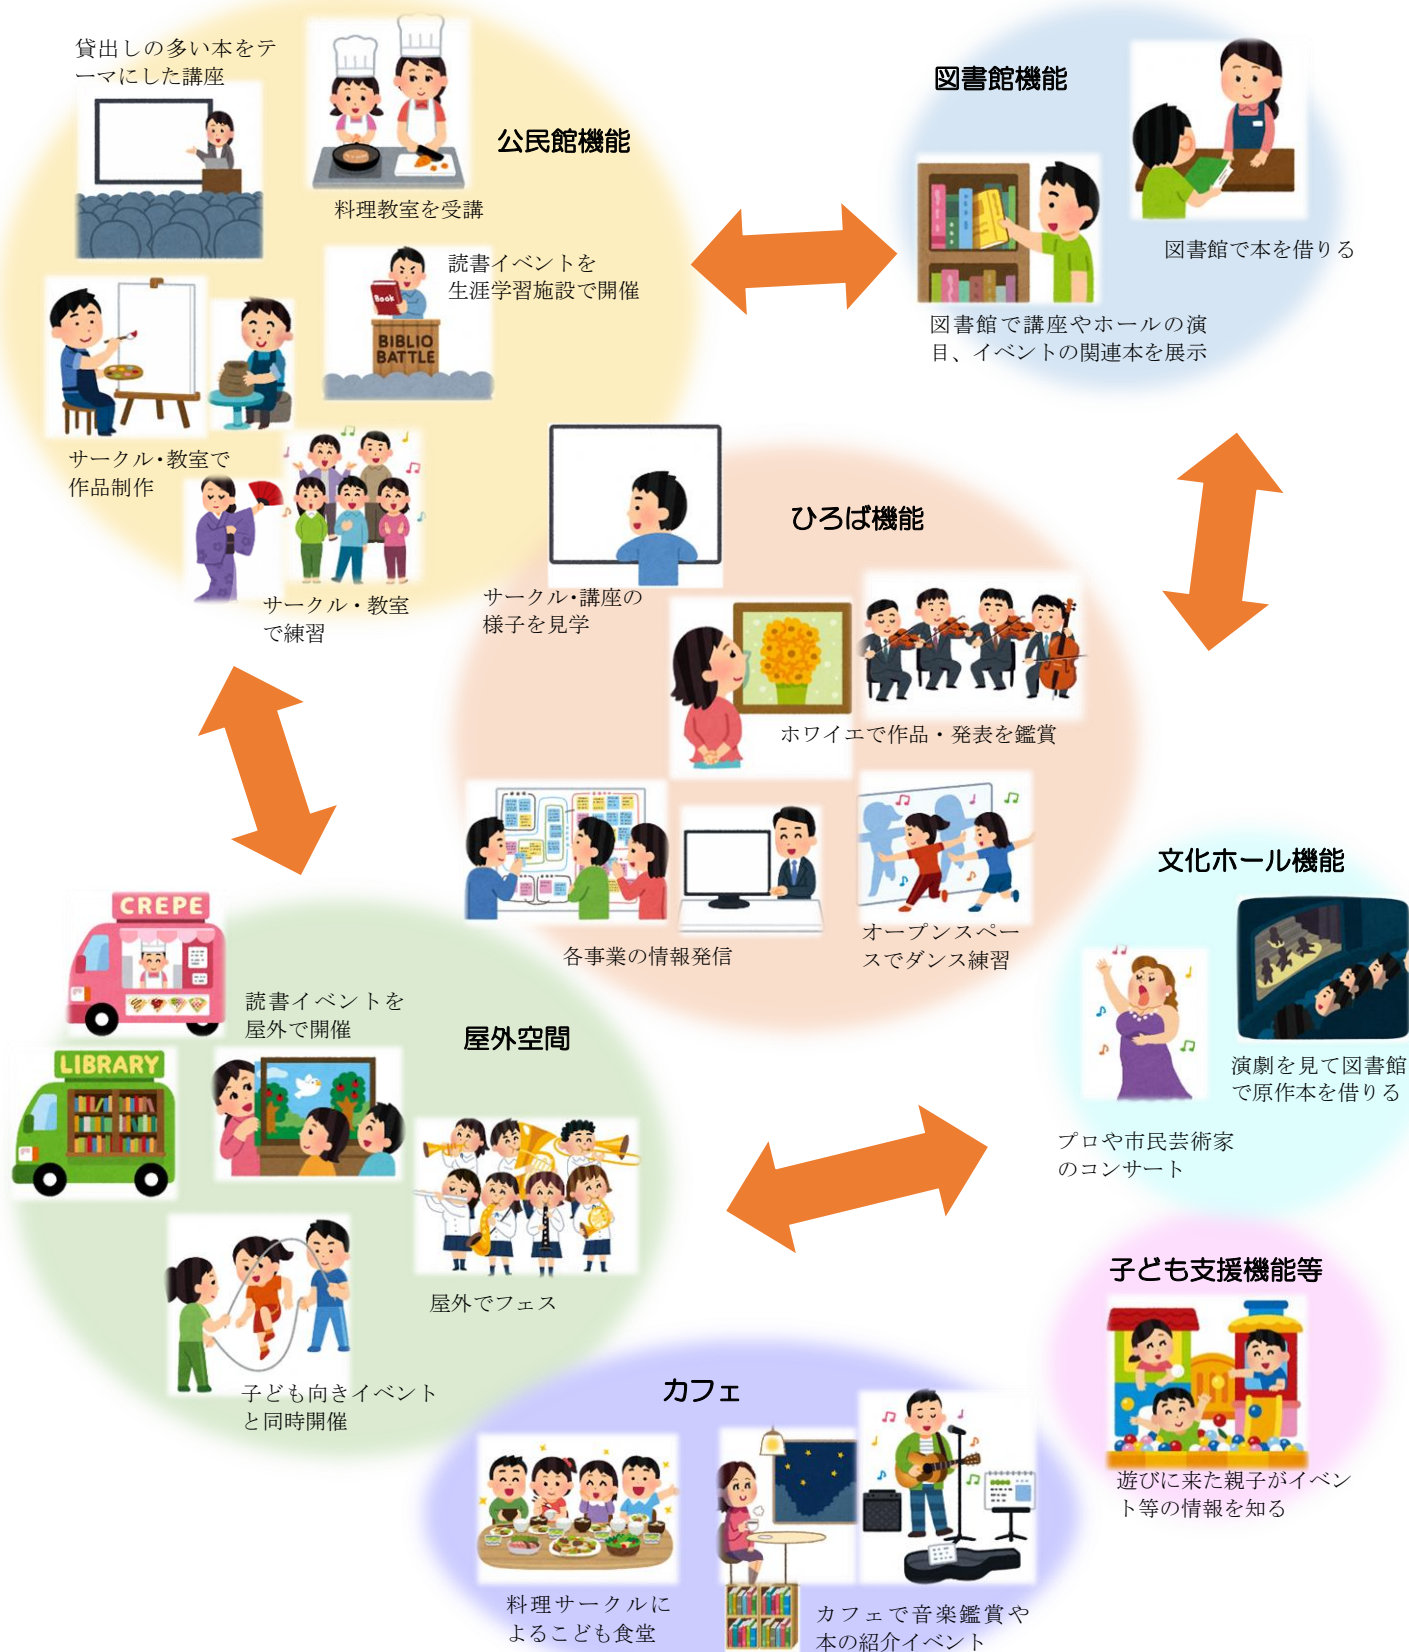 貸出しの多い本をテ
ーマにした講座
公民館機能
料理教室を受講
読書イベントを
生涯学習施設で開催
Book
BIBLIO
BATTLE
サークル・教室で
作品制作
サークル・教室
で練習
図書館機能
図書館で本を借りる
図書館で講座やホールの演
目、イベントの関連本を展示
ひろば機能
サークル・講座の
様子を見学
ホワイエで作品・発表を鑑賞
各事業の情報発信
オープンスペー
スでダンス練習
文化ホール機能
演劇を見て図書館
で原作本を借りる
プロや市民芸術家
のコンサート
CREPE
LIBRARY
読書イベントを
屋外で開催
屋外空間
屋外でフェス
子ども向きイベント
と同時開催
子ども支援機能等
遊びに来た親子がイベン
ト等の情報を知る
カフェ
料理サークルに
よるこども食堂
カフェで音楽鑑賞や
本の紹介イベント